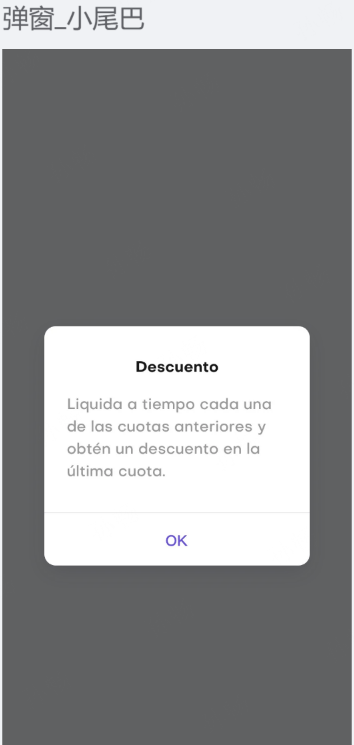 弹窗_小尾巴
Descuento
Liquida a tiempo cada una
de las cuotas anteriores y
obtén un descuento en la
última cuota.
OK